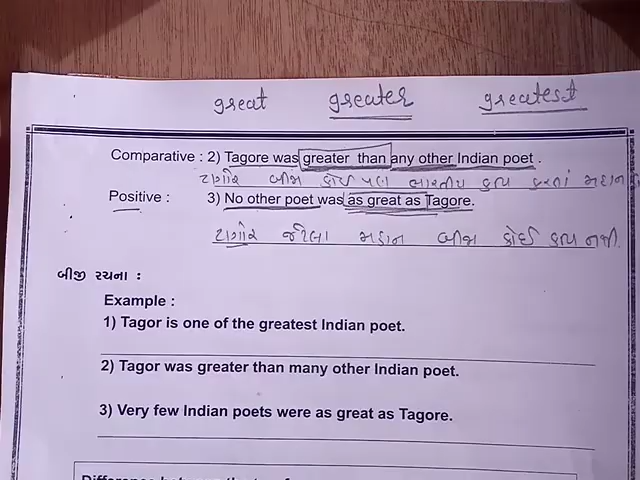 great greater greatest
Comparative : 2) Tagore was greater than any other Indian poet .
ટાગોર બીજા કોઈ પણ ભારતીય કવિ કરતાં મહાન
Positive : 3) No other poet was as great as Tagore.
ટાગોર જેટલા મહાન બીજા કોઈ કવિ નથી.
બીજી રચના :
Example :
1) Tagor is one of the greatest Indian poet.
2) Tagor was greater than many other Indian poet.
3) Very few Indian poets were as great as Tagore.